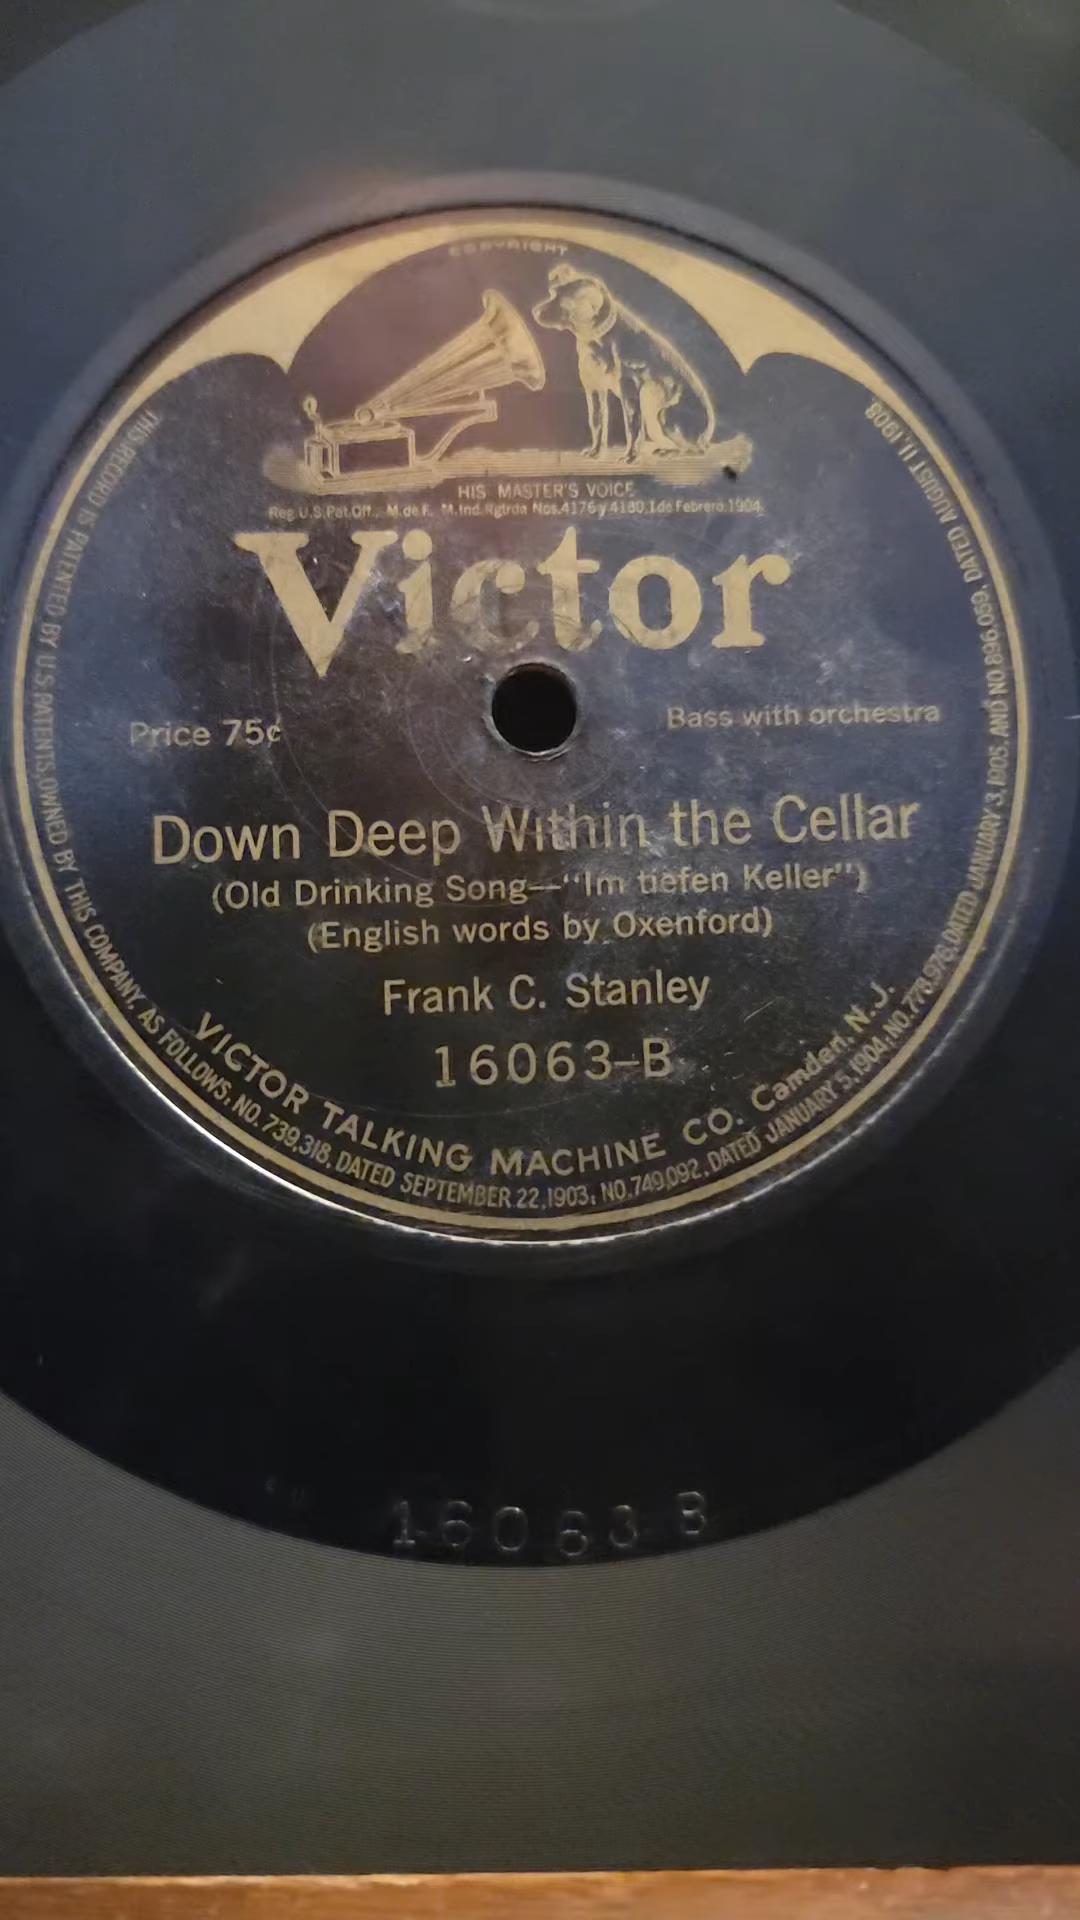 COPYRIGHT
HIS MASTER'S VOICE
Reg.U.S.Pat.Off., M.de F. M.Ind.Rgtrda Nos.4176 y 4180,1 de Febrero 1904.
Victor
Price 75¢
Bass with orchestra
Down Deep Within the Cellar
(Old Drinking Song—"Im tiefen Keller")
(English words by Oxenford)
Frank C. Stanley
16063-B
VICTOR TALKING MACHINE CO. Camden, N. J.
THIS RECORD IS PATENTED BY U.S. PATENTS, OWNED BY THIS COMPANY, AS FOLLOWS, NO. 739,318, DATED SEPTEMBER 22, 1903; NO. 749,092, DATED JANUARY 5, 1904; NO. 778,976, DATED JANUARY 3, 1905, AND NO 896,059, DATED AUGUST 11, 1908.
16063 B